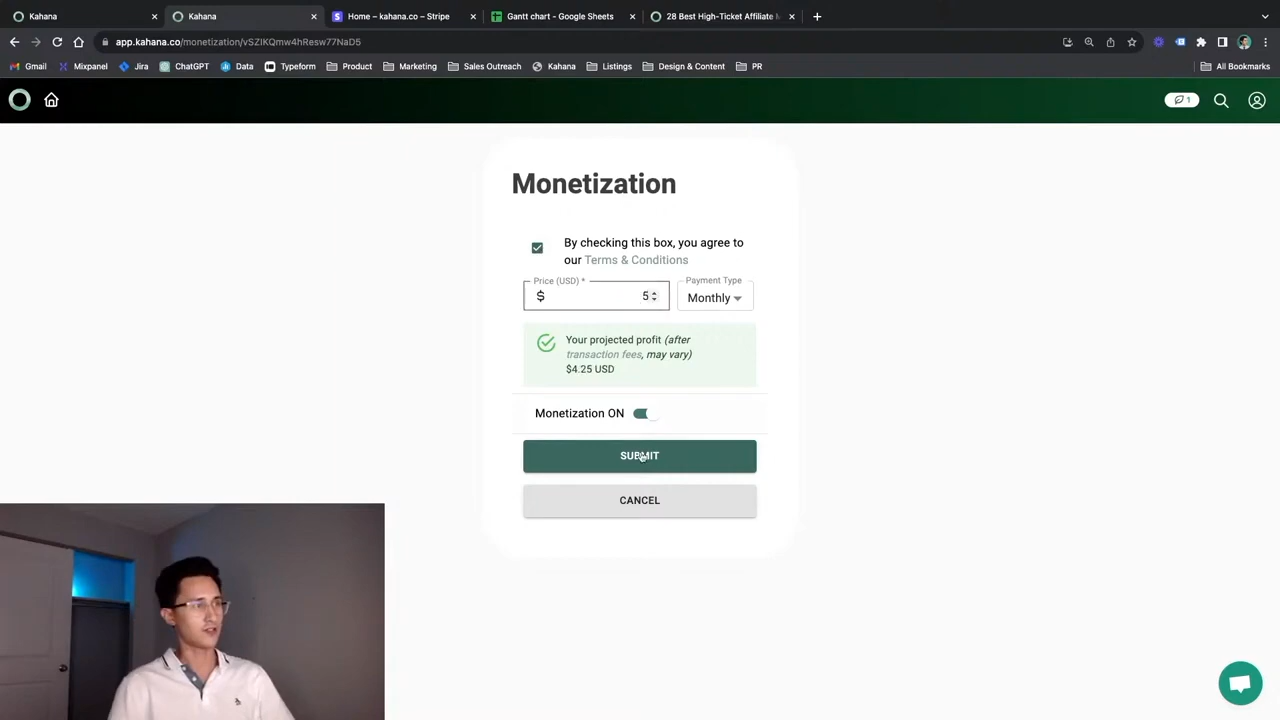 Kahana
Kahana
Home – kahana.co – Stripe
Gantt chart - Google Sheets
28 Best High-Ticket Affiliate
app.kahana.co/monetization/vSZIKQmw4hResw77NaD5
Gmail
Mixpanel
Jira
ChatGPT
Data
Typeform
Product
Marketing
Sales Outreach
Kahana
Listings
Design & Content
PR
All Bookmarks
1
Monetization
By checking this box, you agree to
our Terms & Conditions
Price (USD) *
$ 5
Payment Type
Monthly
Your projected profit (after
transaction fees, may vary)
$4.25 USD
Monetization ON
SUBMIT
CANCEL